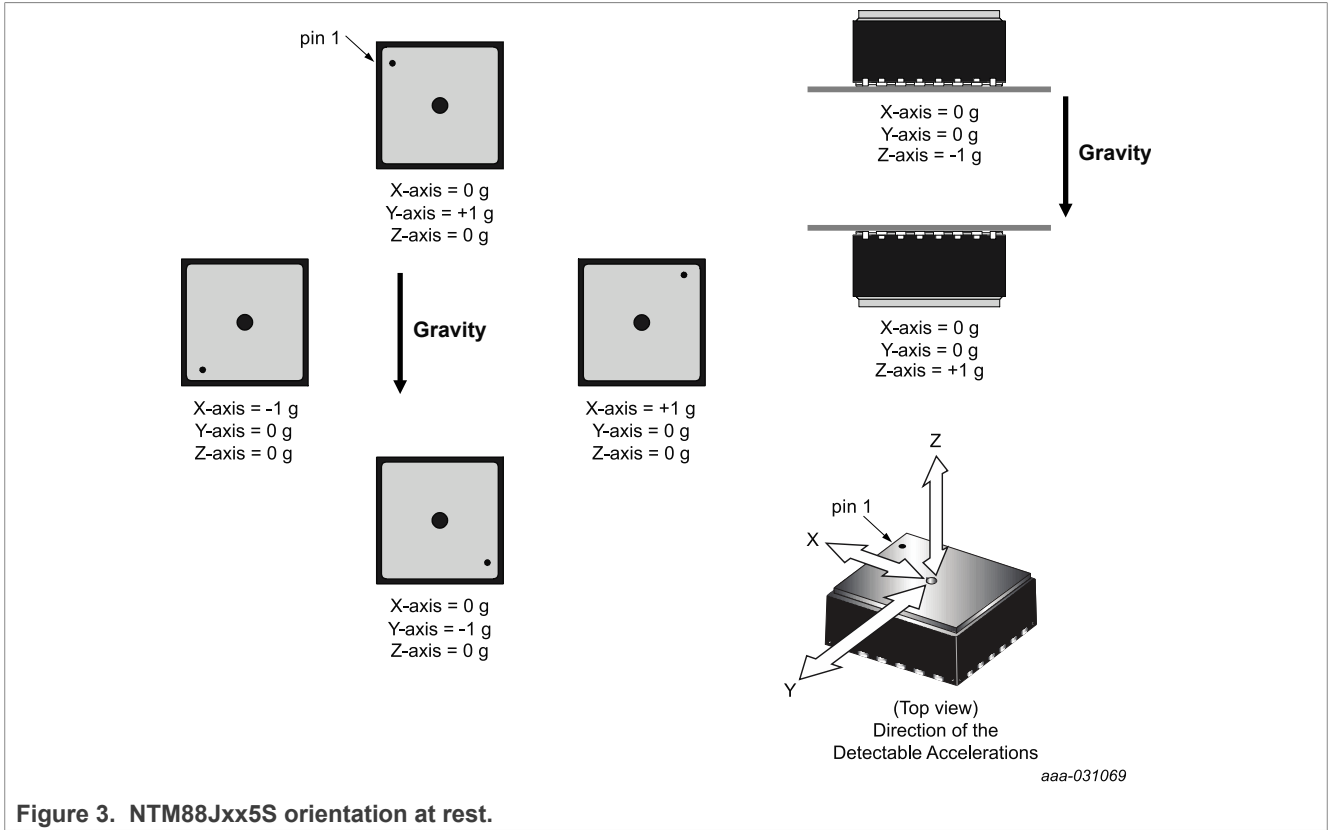 pin 1
X-axis = 0 g
Y-axis = +1 g
Z-axis = 0 g
Gravity
X-axis = -1 g
Y-axis = 0 g
Z-axis = 0 g
X-axis = +1 g
Y-axis = 0 g
Z-axis = 0 g
X-axis = 0 g
Y-axis = -1 g
Z-axis = 0 g
X-axis = 0 g
Y-axis = 0 g
Z-axis = -1 g
Gravity
X-axis = 0 g
Y-axis = 0 g
Z-axis = +1 g
Z
pin 1
X
Y
(Top view)
Direction of the
Detectable Accelerations
aaa-031069
Figure 3. NTM88Jxx5S orientation at rest.